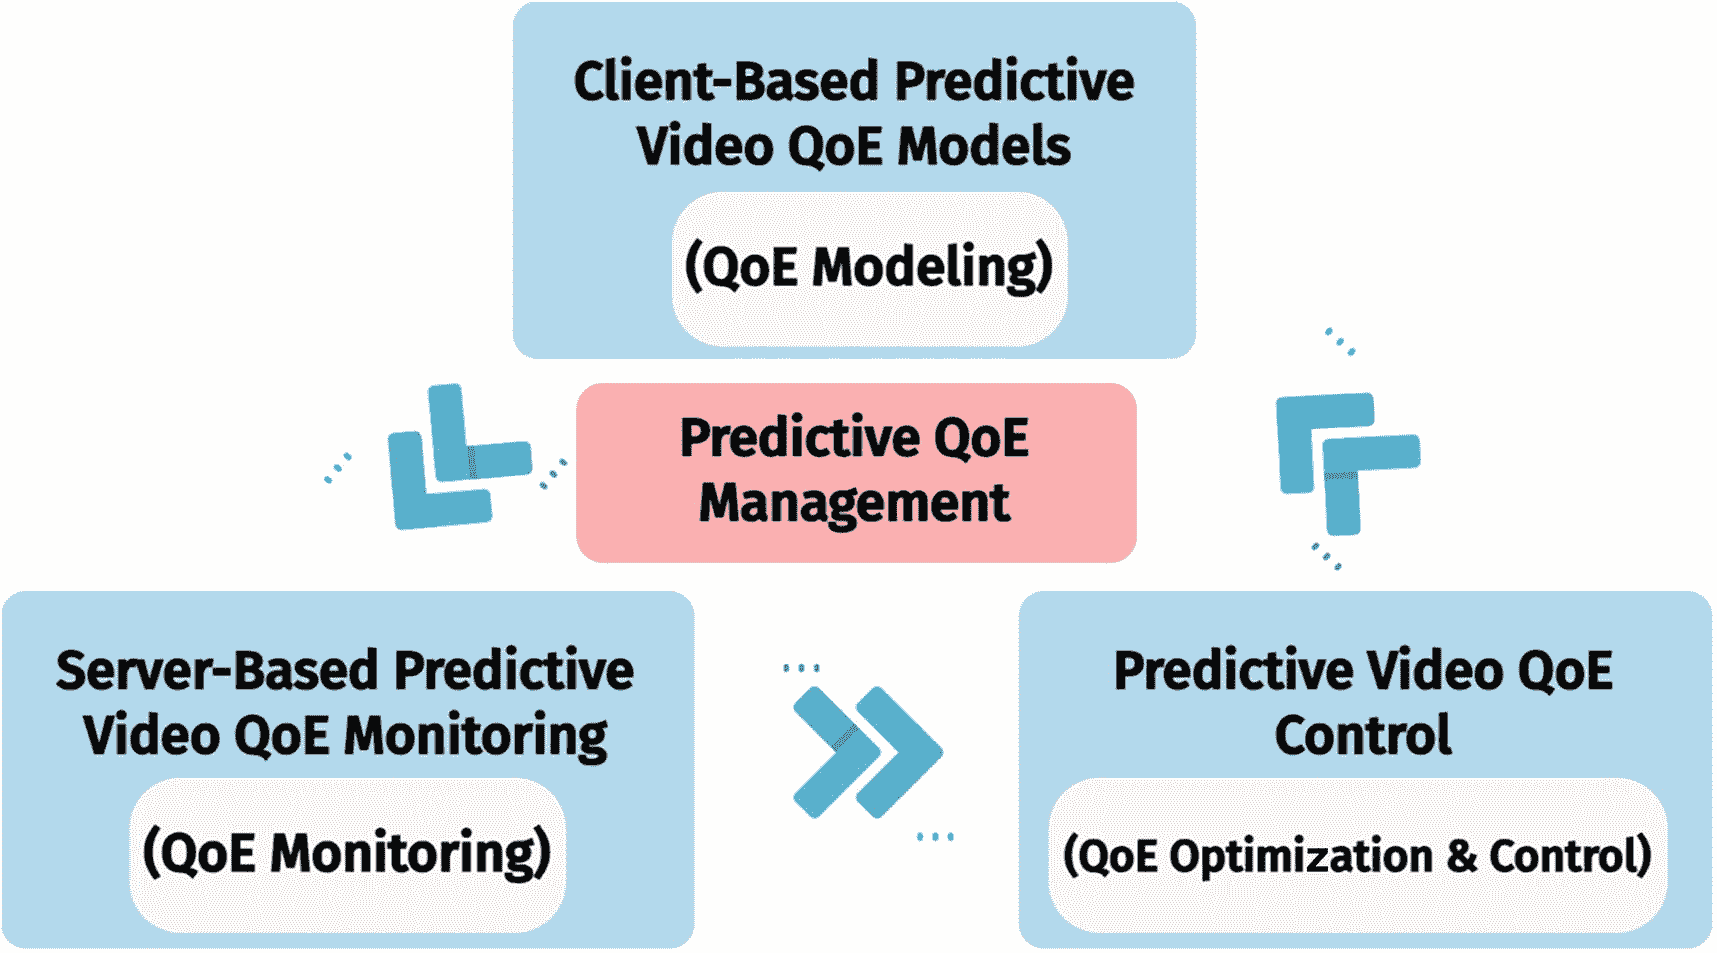 Client-Based Predictive
Video QoE Models
(QoE Modeling)
Predictive QoE
Management
Server-Based Predictive
Video QoE Monitoring
(QoE Monitoring)
Predictive Video QoE
Control
(QoE Optimization & Control)